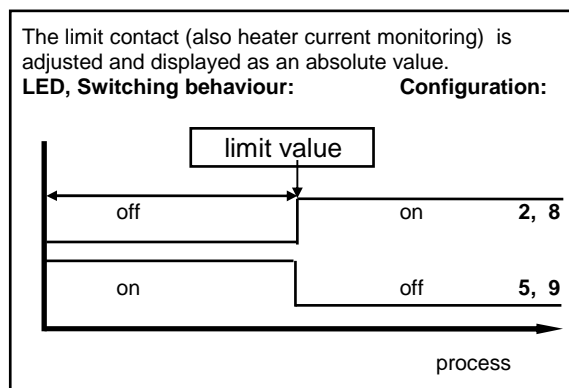 The limit contact (also heater current monitoring) is
adjusted and displayed as an absolute value.
LED, Switching behaviour: Configuration:
limit value
off on 2, 8
on off 5, 9
process